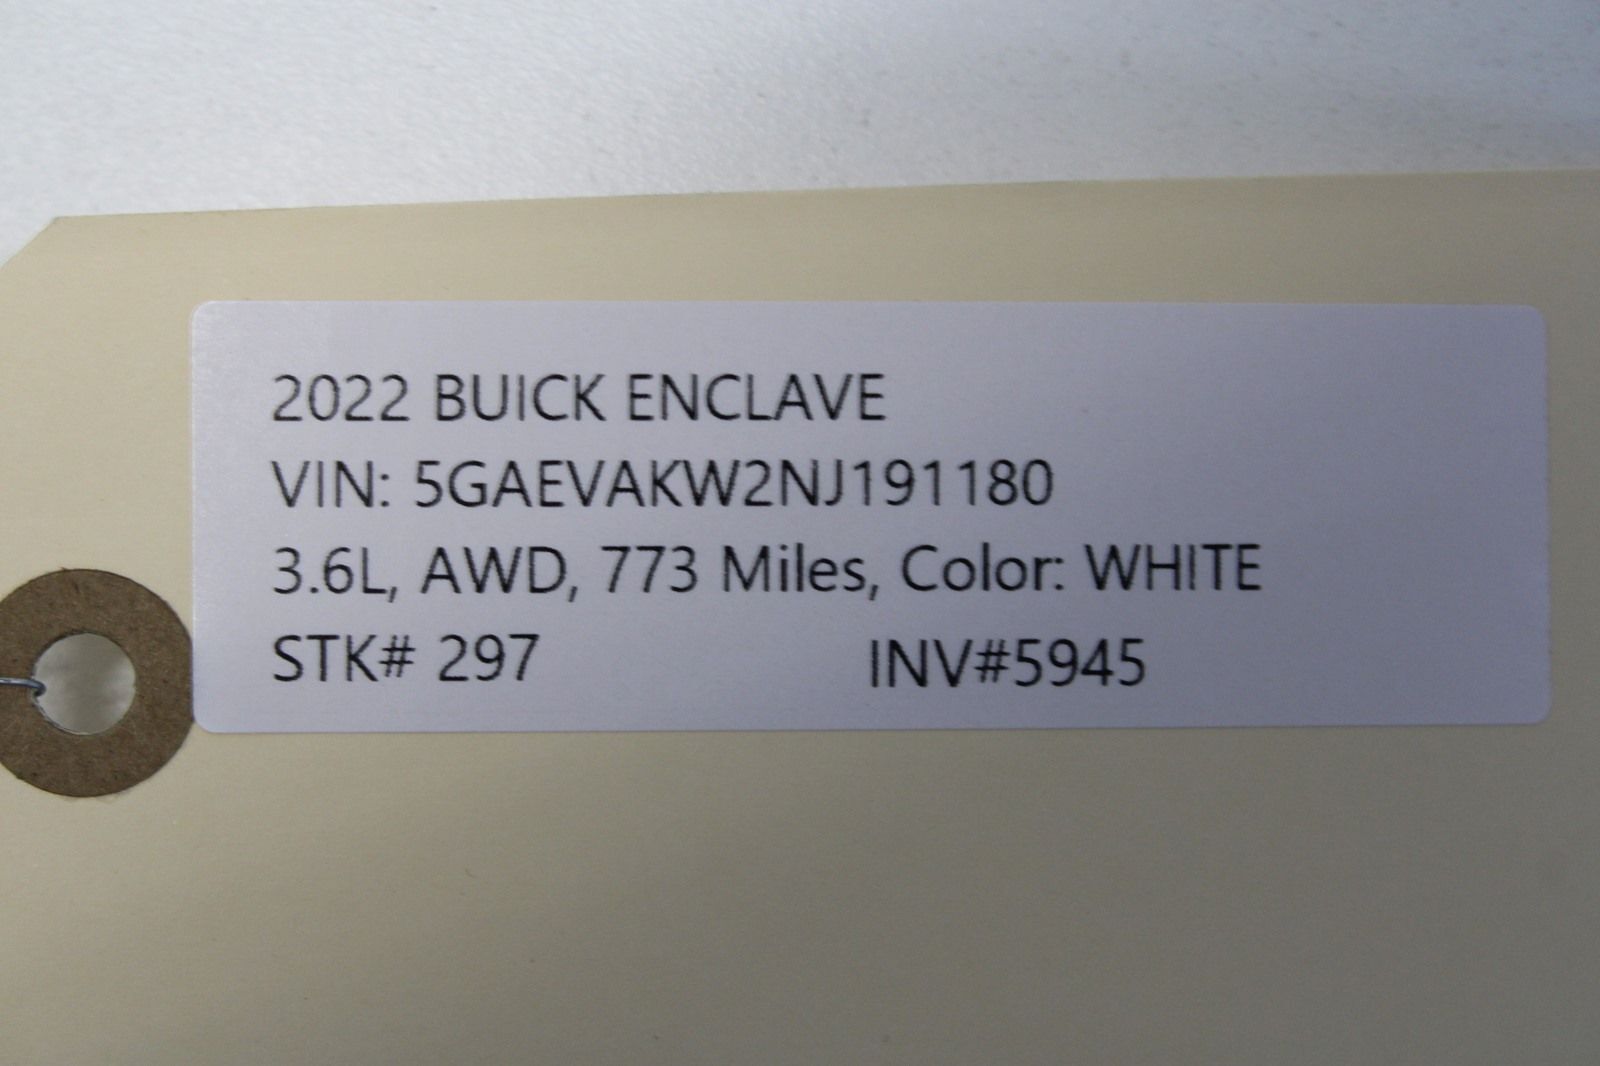 2022 BUICK ENCLAVE
VIN: 5GAEVAKW2NJ191180
3.6L, AWD, 773 Miles, Color: WHITE
STK# 297 INV#5945